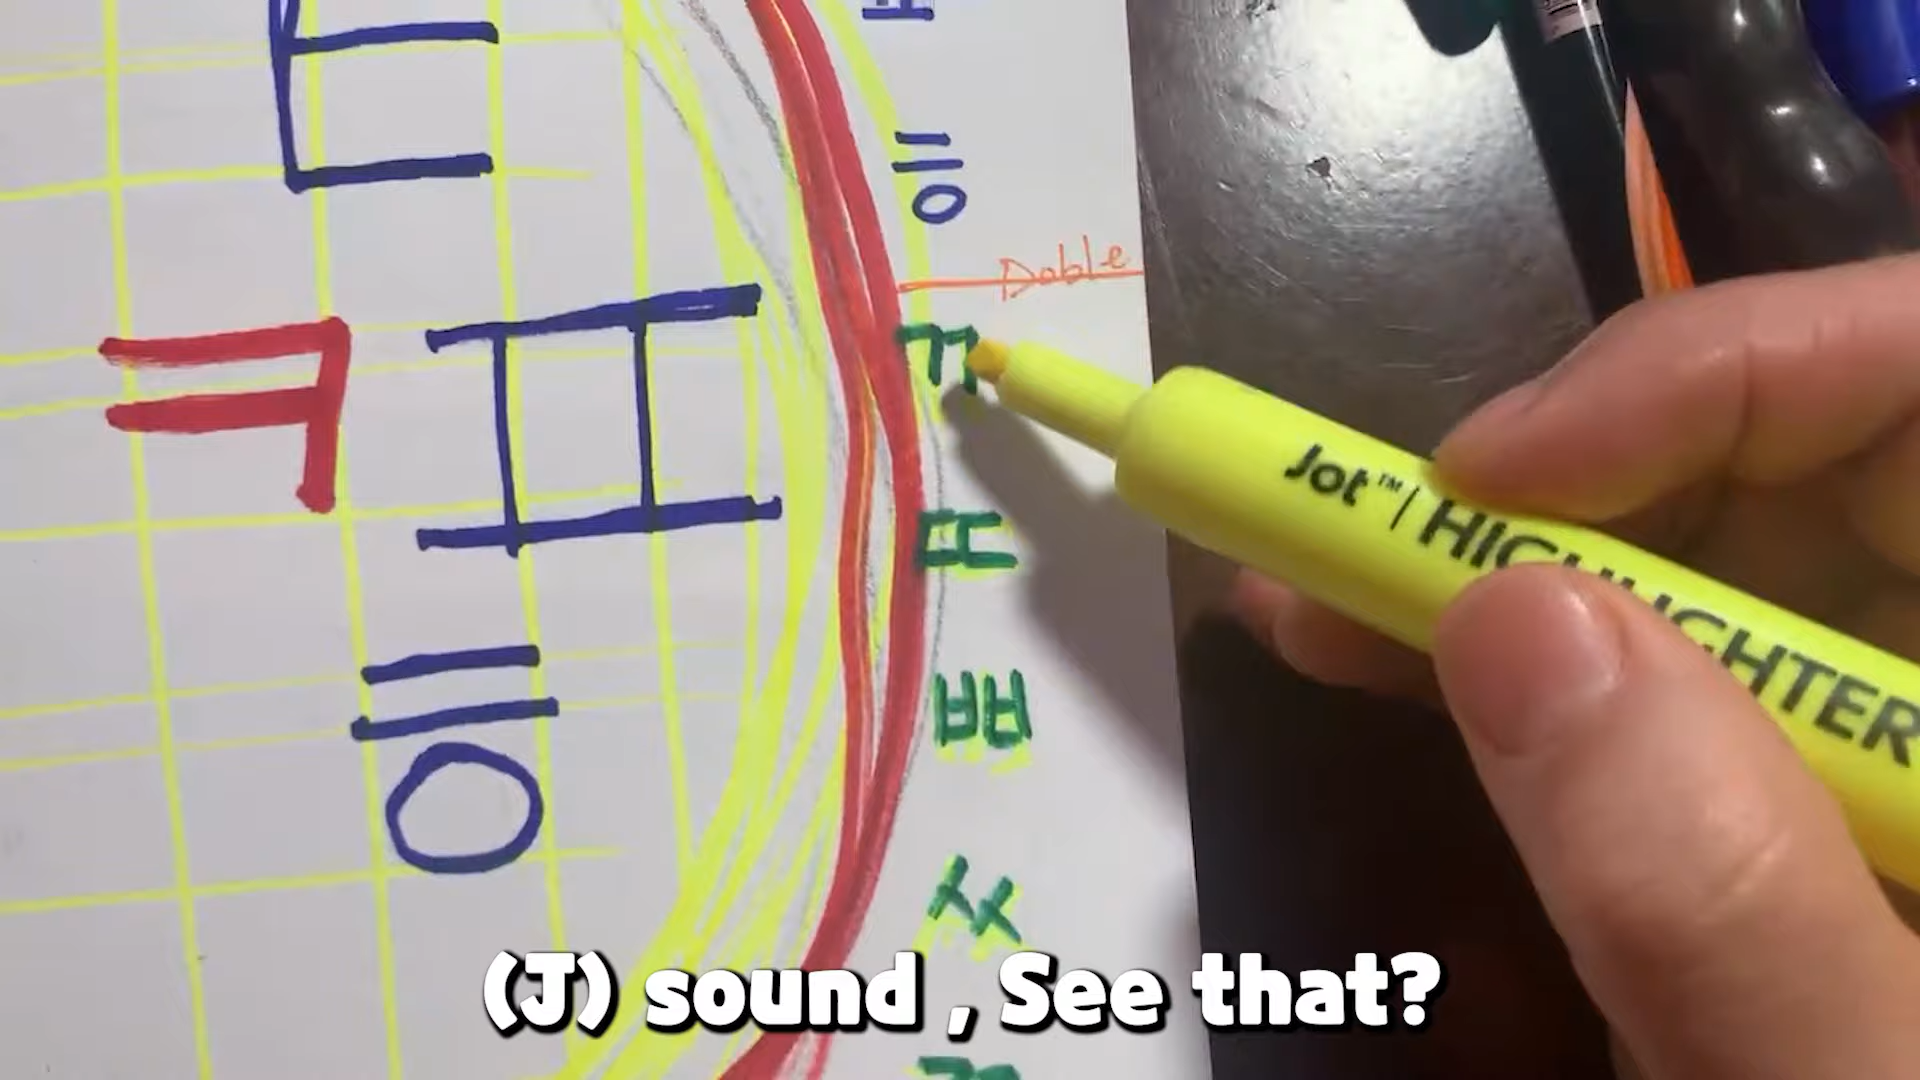 ㅌ
ㅋ ㅍ
ㅎ
ㅍ
ㅎ
Doble
ㄲ
ㄸ
ㅃ
ㅆ
Jot™ | HIGHLIGHTER
(J) sound , See that?